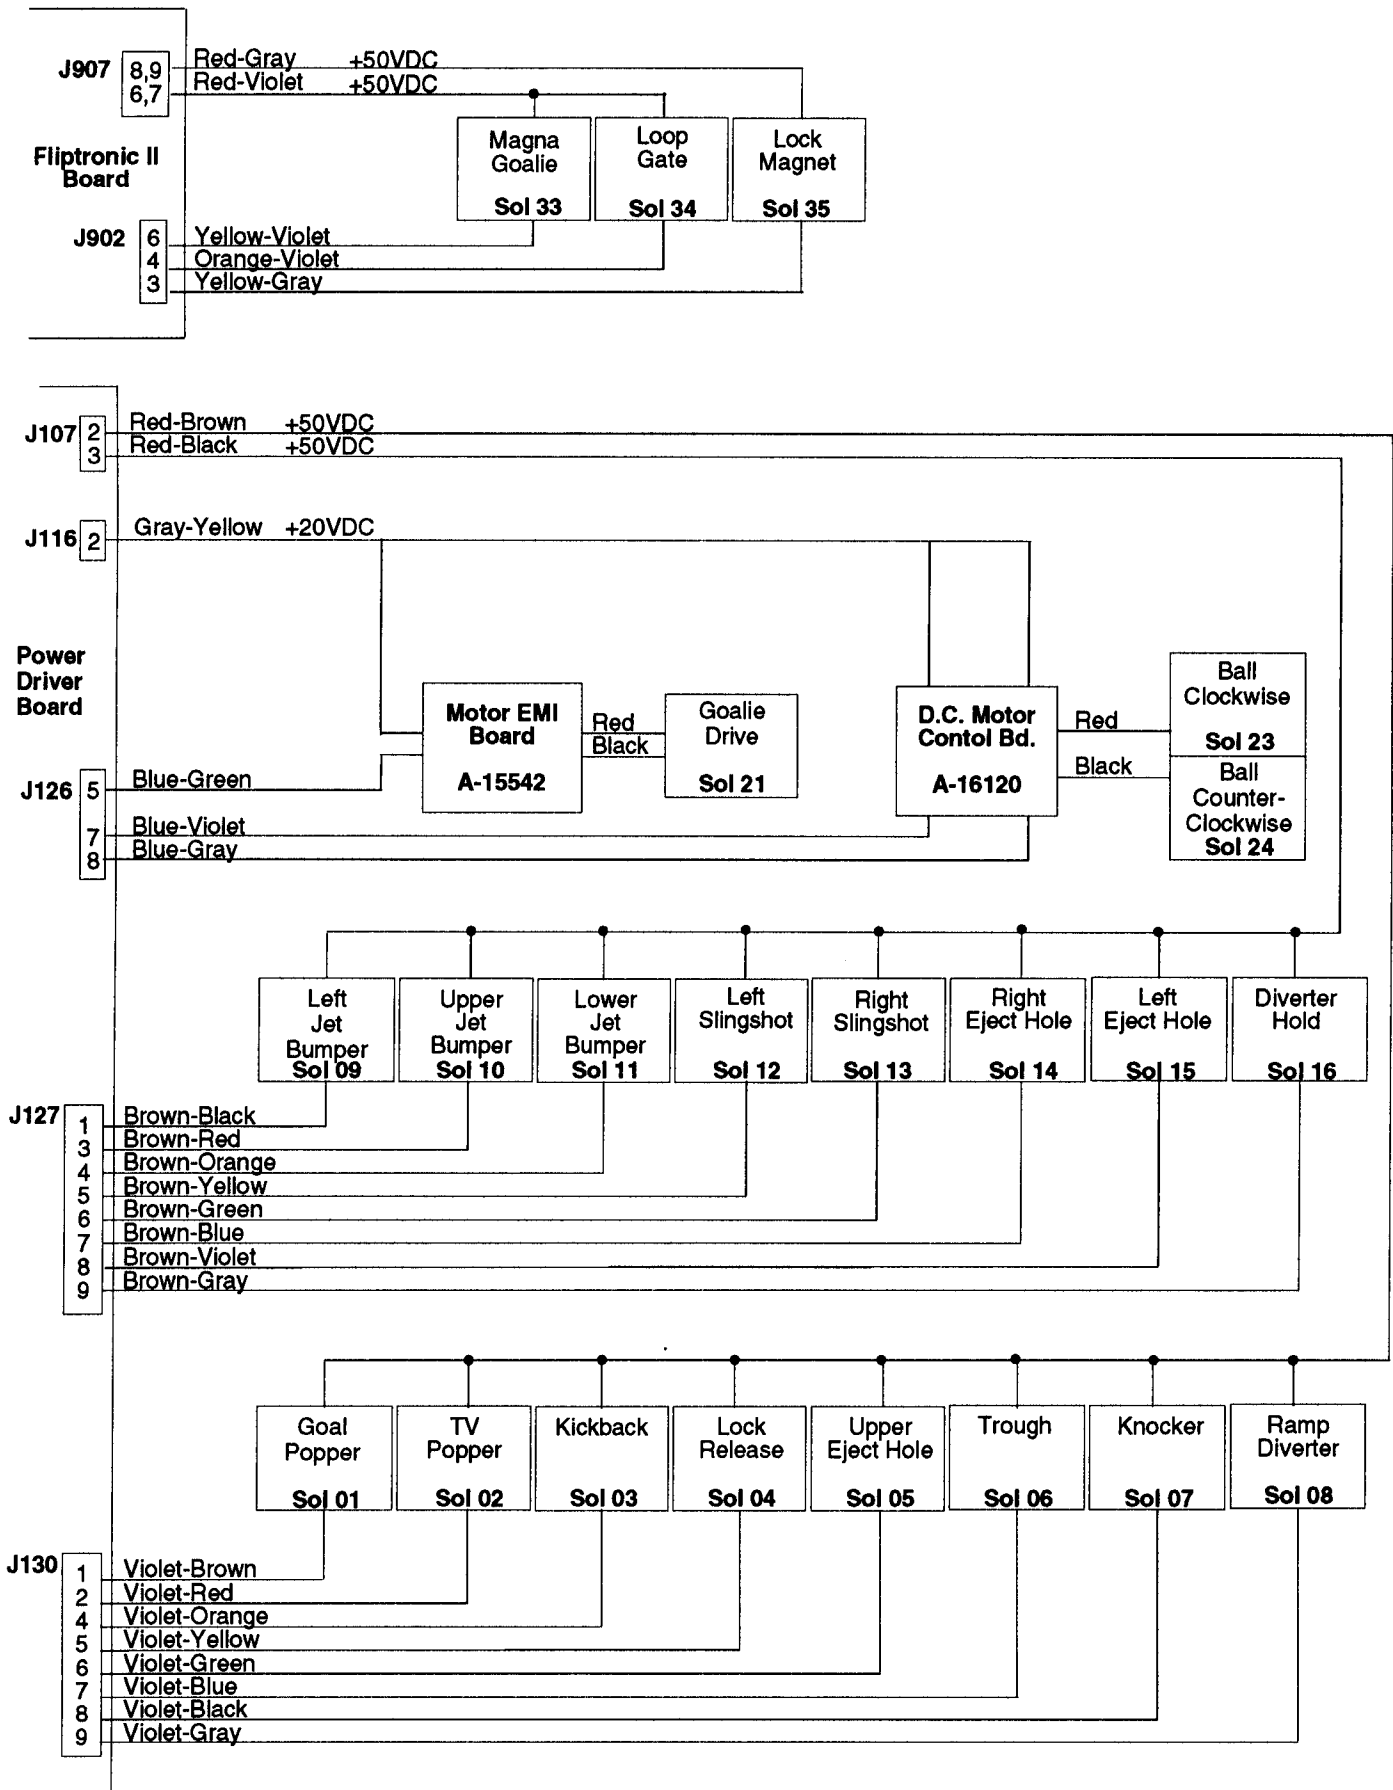 J907
8,9
6,7
Red-Gray +50VDC
Red-Violet +50VDC
Fliptronic II
Board
Magna
Goalie
Sol 33
Loop
Gate
Sol 34
Lock
Magnet
Sol 35
J902
6
4
3
Yellow-Violet
Orange-Violet
Yellow-Gray
J107
2
3
Red-Brown +50VDC
Red-Black +50VDC
J116
2
Gray-Yellow +20VDC
Power
Driver
Board
Motor EMI
Board
A-15542
Red
Black
Goalie
Drive
Sol 21
D.C. Motor
Contol Bd.
A-16120
Red
Black
Ball
Clockwise
Sol 23
Ball
Counter-
Clockwise
Sol 24
J126
5
7
8
Blue-Green
Blue-Violet
Blue-Gray
Left
Jet
Bumper
Sol 09
Upper
Jet
Bumper
Sol 10
Lower
Jet
Bumper
Sol 11
Left
Slingshot
Sol 12
Right
Slingshot
Sol 13
Right
Eject Hole
Sol 14
Left
Eject Hole
Sol 15
Diverter
Hold
Sol 16
J127
1
3
4
5
6
7
8
9
Brown-Black
Brown-Red
Brown-Orange
Brown-Yellow
Brown-Green
Brown-Blue
Brown-Violet
Brown-Gray
Goal
Popper
Sol 01
TV
Popper
Sol 02
Kickback
Sol 03
Lock
Release
Sol 04
Upper
Eject Hole
Sol 05
Trough
Sol 06
Knocker
Sol 07
Ramp
Diverter
Sol 08
J130
1
2
4
5
6
7
8
9
Violet-Brown
Violet-Red
Violet-Orange
Violet-Yellow
Violet-Green
Violet-Blue
Violet-Black
Violet-Gray